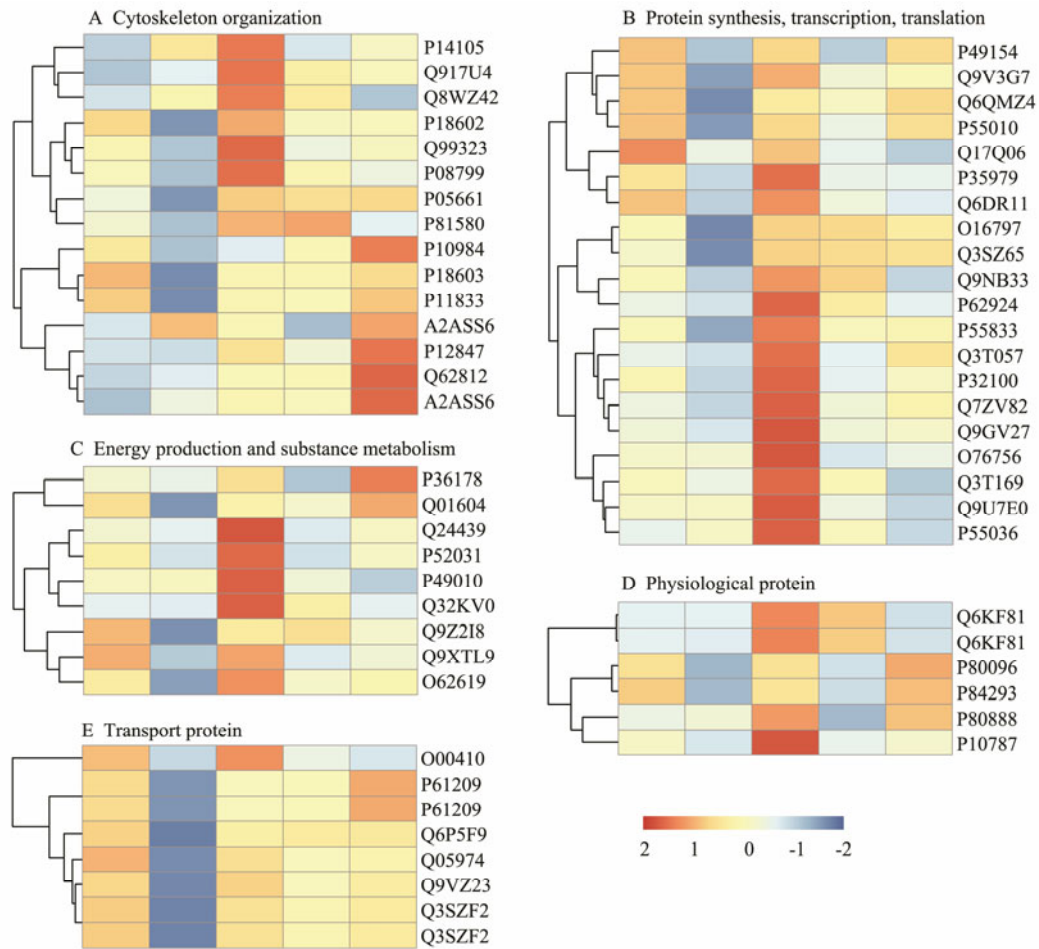 A Cytoskeleton organization
P14105
Q917U4
Q8WZ42
P18602
Q99323
P08799
P05661
P81580
P10984
P18603
P11833
A2ASS6
P12847
Q62812
A2ASS6
B Protein synthesis, transcription, translation
P49154
Q9V3G7
Q6QMZ4
P55010
Q17Q06
P35979
Q6DR11
O16797
Q3SZ65
Q9NB33
P62924
P55833
Q3T057
P32100
Q7ZV82
Q9GV27
O76756
Q3T169
Q9U7E0
P55036
C Energy production and substance metabolism
P36178
Q01604
Q24439
P52031
P49010
Q32KV0
Q9Z2I8
Q9XTL9
O62619
D Physiological protein
Q6KF81
Q6KF81
P80096
P84293
P80888
P10787
E Transport protein
O00410
P61209
P61209
Q6P5F9
Q05974
Q9VZ23
Q3SZF2
Q3SZF2
2 1 0 -1 -2